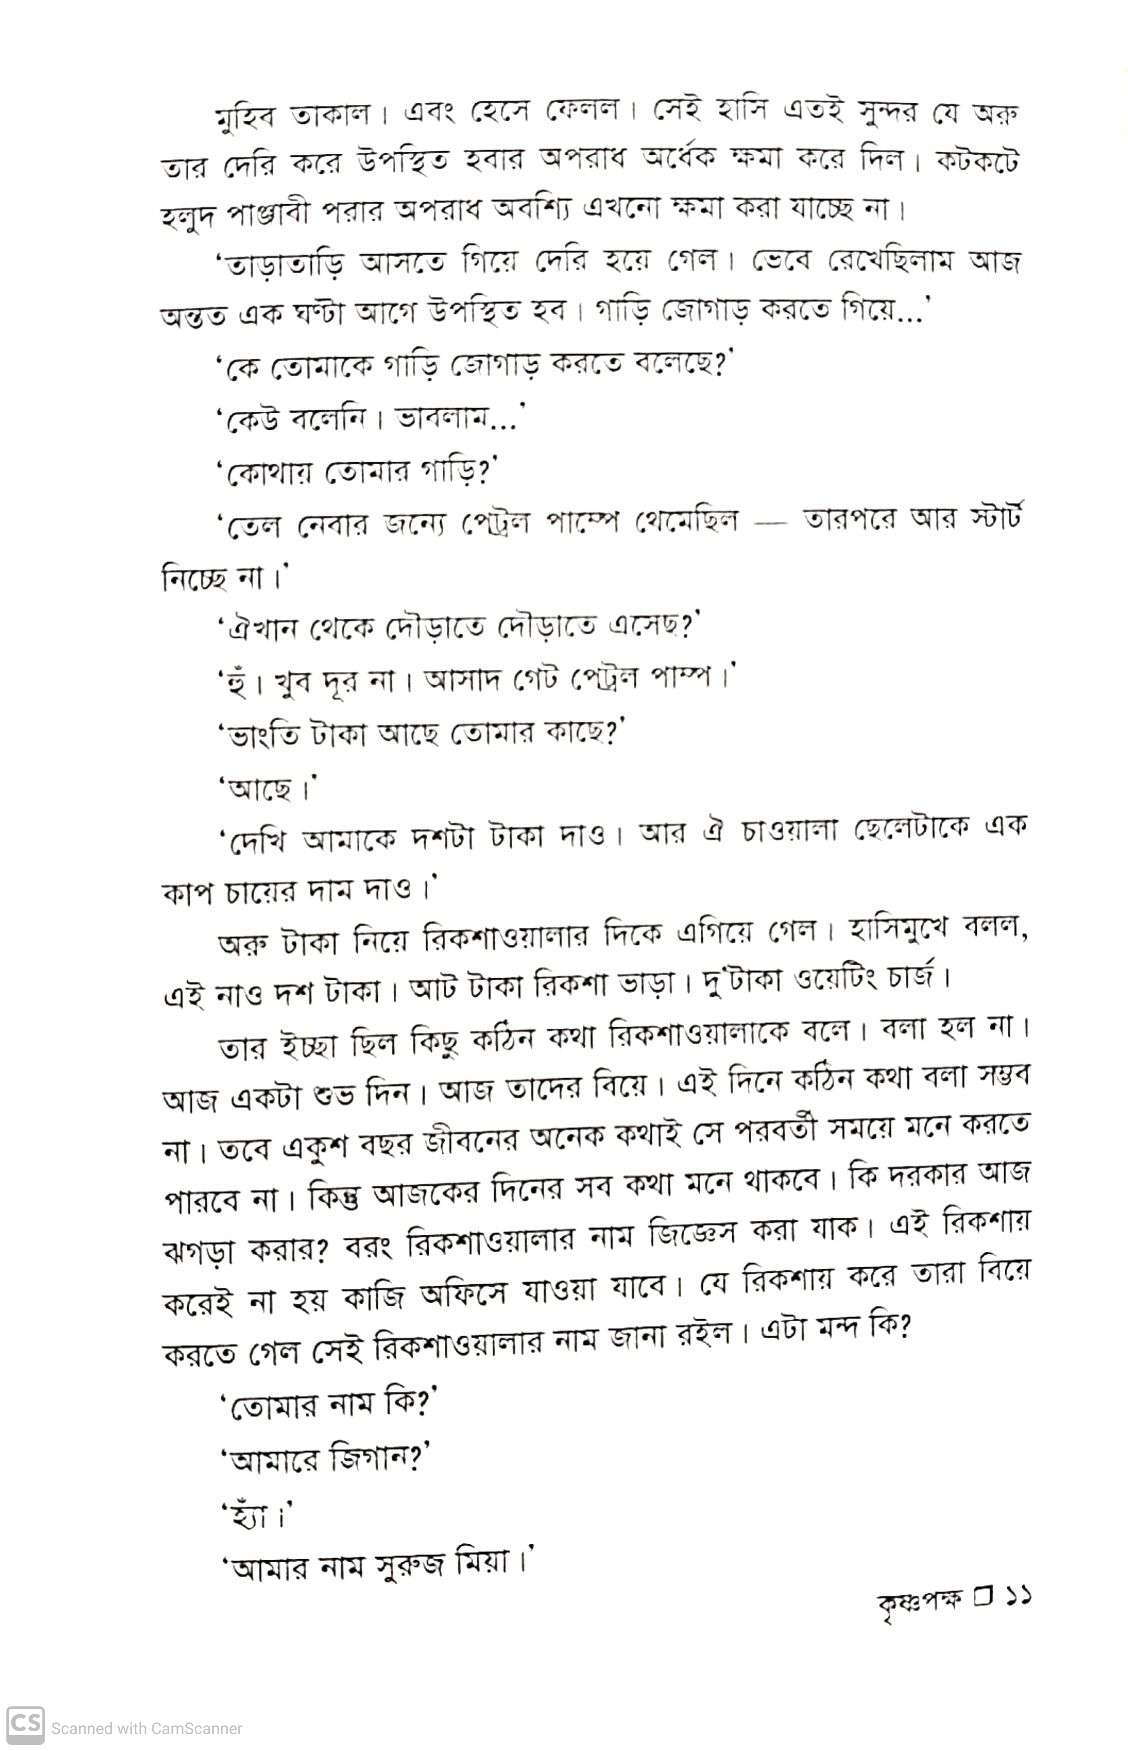 মুহিব তাকাল। এবং হেসে ফেলল। সেই হাসি এতই সুন্দর যে অরু
তার দেরি করে উপস্থিত হবার অপরাধ অর্ধেক ক্ষমা করে দিল। কটকটে
হলুদ পাঞ্জাবী পরার অপরাধ অবশ্যি এখনো ক্ষমা করা যাচ্ছে না।
‘তাড়াতাড়ি আসতে গিয়ে দেরি হয়ে গেল। ভেবে রেখেছিলাম আজ
অন্তত এক ঘণ্টা আগে উপস্থিত হব। গাড়ি জোগাড় করতে গিয়ে...’
‘কে তোমাকে গাড়ি জোগাড় করতে বলেছে?’
‘কেউ বলেনি। ভাবলাম...’
‘কোথায় তোমার গাড়ি?’
‘তেল নেবার জন্যে পেট্রল পাম্পে থেমেছিল — তারপরে আর স্টার্ট
নিচ্ছে না।’
‘ঐখান থেকে দৌড়াতে দৌড়াতে এসেছ?’
‘হুঁ। খুব দূর না। আসাদ গেট পেট্রল পাম্প।’
‘ভাংতি টাকা আছে তোমার কাছে?’
‘আছে।’
‘দেখি আমাকে দশটা টাকা দাও। আর ঐ চাওয়ালা ছেলেটাকে এক
কাপ চায়ের দাম দাও।’
অরু টাকা নিয়ে রিকশাওয়ালার দিকে এগিয়ে গেল। হাসিমুখে বলল,
এই নাও দশ টাকা। আট টাকা রিকশা ভাড়া। দু’টাকা ওয়েটিং চার্জ।
তার ইচ্ছা ছিল কিছু কঠিন কথা রিকশাওয়ালাকে বলে। বলা হল না।
আজ একটা শুভ দিন। আজ তাদের বিয়ে। এই দিনে কঠিন কথা বলা সম্ভব
না। তবে একুশ বছর জীবনের অনেক কথাই সে পরবর্তী সময়ে মনে করতে
পারবে না। কিন্তু আজকের দিনের সব কথা মনে থাকবে। কি দরকার আজ
ঝগড়া করার? বরং রিকশাওয়ালার নাম জিজ্ঞেস করা যাক। এই রিকশায়
করেই না হয় কাজি অফিসে যাওয়া যাবে। যে রিকশায় করে তারা বিয়ে
করতে গেল সেই রিকশাওয়ালার নাম জানা রইল। এটা মন্দ কি?
‘তোমার নাম কি?’
‘আমারে জিগান?’
‘হ্যাঁ।’
‘আমার নাম সুরুজ মিয়া।’
কৃষ্ণপক্ষ ❐ ১১
CS Scanned with CamScanner